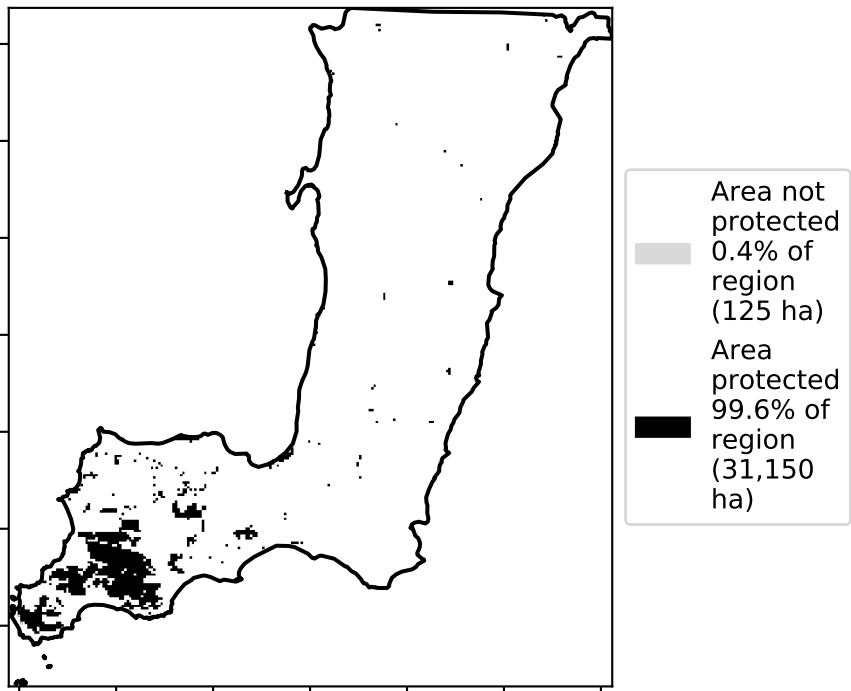 Area not
protected
0.4% of
region
(125 ha)
Area
protected
99.6% of
region
(31,150
ha)